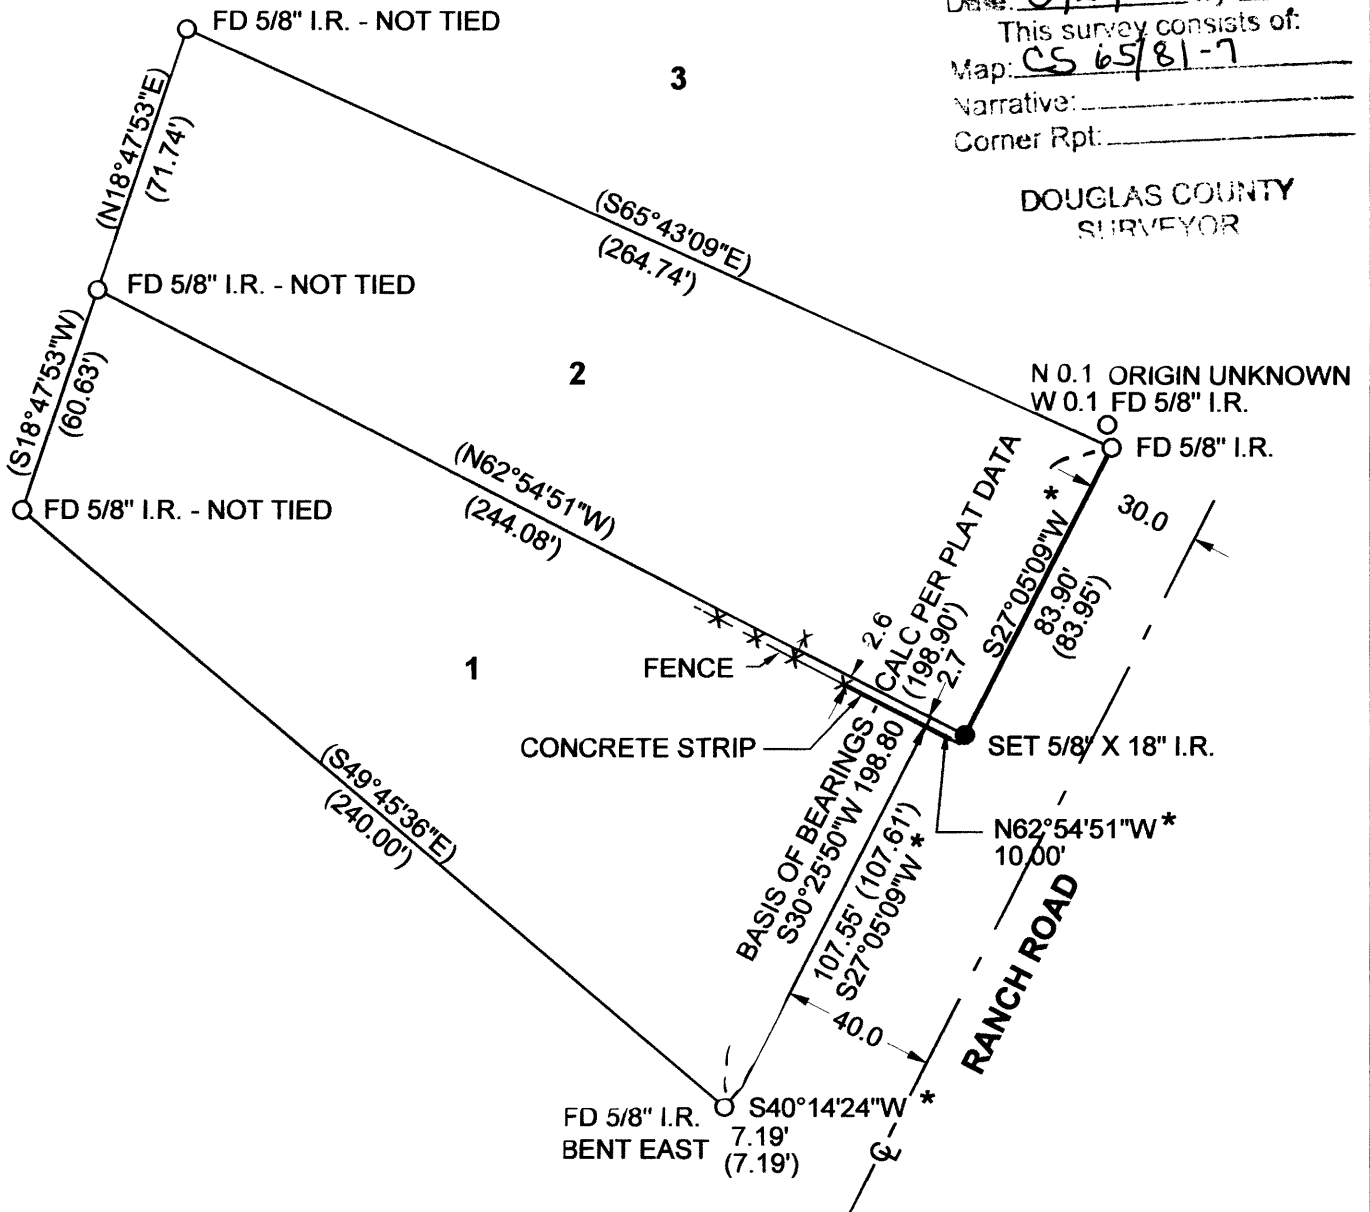 FD 5/8" I.R. - NOT TIED
3
This survey consists of:
Map: CS 65/81-7
Narrative:
Corner Rpt:
DOUGLAS COUNTY
SURVEYOR
(N18°47'53"E)
(71.74')
(S65°43'09"E)
(264.74')
FD 5/8" I.R. - NOT TIED
(S18°47'53"W)
(60.63')
2
N 0.1 ORIGIN UNKNOWN
W 0.1 FD 5/8" I.R.
FD 5/8" I.R.
(N62°54'51"W)
(244.08')
FD 5/8" I.R. - NOT TIED
30.0
S27°05'09"W *
83.90'
(83.95')
2.6
2.7
FENCE
1
CONCRETE STRIP
BASIS OF BEARINGS - CALC PER PLAT DATA
S30°25'50"W 198.80 (198.90')
SET 5/8" X 18" I.R.
N62°54'51"W *
10.00'
(S49°45'36"E)
(240.00')
107.55' (107.61')
S27°05'09"W *
40.0
RANCH ROAD
FD 5/8" I.R.
BENT EAST
S40°14'24"W *
7.19'
(7.19')